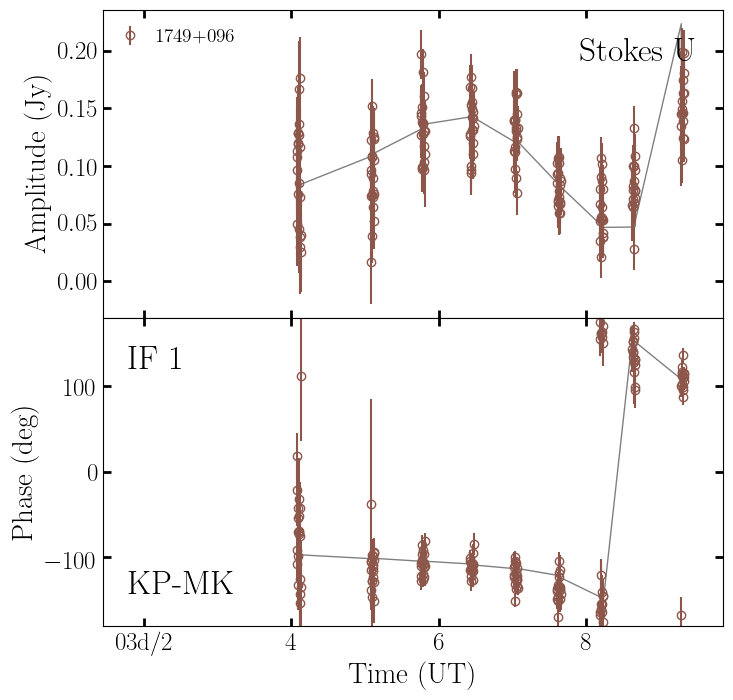 1749+096
Stokes U
0.20
0.15
0.10
0.05
0.00
Amplitude (Jy)
IF 1
100
0
−100
Phase (deg)
KP-MK
03d/2
4
6
8
Time (UT)